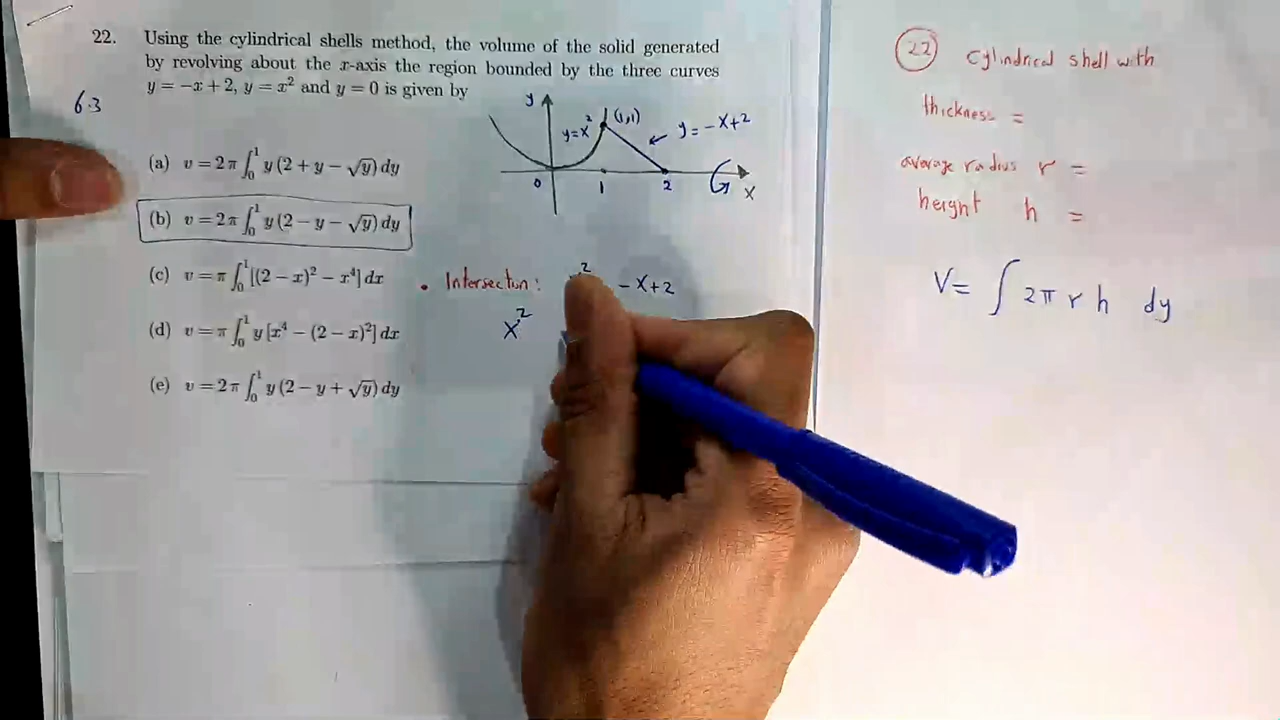 22. Using the cylindrical shells method, the volume of the solid generated
by revolving about the x-axis the region bounded by the three curves
y = −x + 2, y = x² and y = 0 is given by
6.3
(a) v = 2π ∫₀¹ y (2 + y − √y) dy
(b) v = 2π ∫₀¹ y (2 − y − √y) dy
(c) v = π ∫₀¹ [(2 − x)² − x⁴] dx
(d) v = π ∫₀¹ y [x⁴ − (2 − x)²] dx
(e) v = 2π ∫₀¹ y (2 − y + √y) dy
y
y=x²
(1,1)
y = -x+2
0
1
2
x
• Intersection:
² -x+2
x²
22 Cylindrical shell with
thickness =
average radius r =
height h =
V= ∫ 2π r h dy